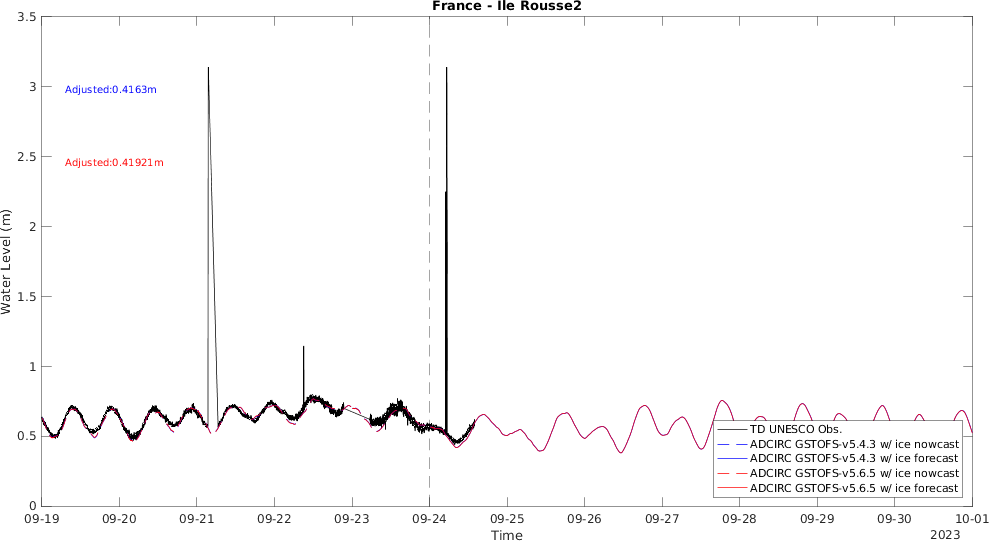 France - Ile Rousse2
3.5
3
2.5
2
1.5
1
0.5
0
Water Level (m)
Adjusted:0.4163m
Adjusted:0.41921m
TD UNESCO Obs.
ADCIRC GSTOFS-v5.4.3 w/ ice nowcast
ADCIRC GSTOFS-v5.4.3 w/ ice forecast
ADCIRC GSTOFS-v5.6.5 w/ ice nowcast
ADCIRC GSTOFS-v5.6.5 w/ ice forecast
09-19 09-20 09-21 09-22 09-23 09-24 09-25 09-26 09-27 09-28 09-29 09-30 10-01
Time
2023